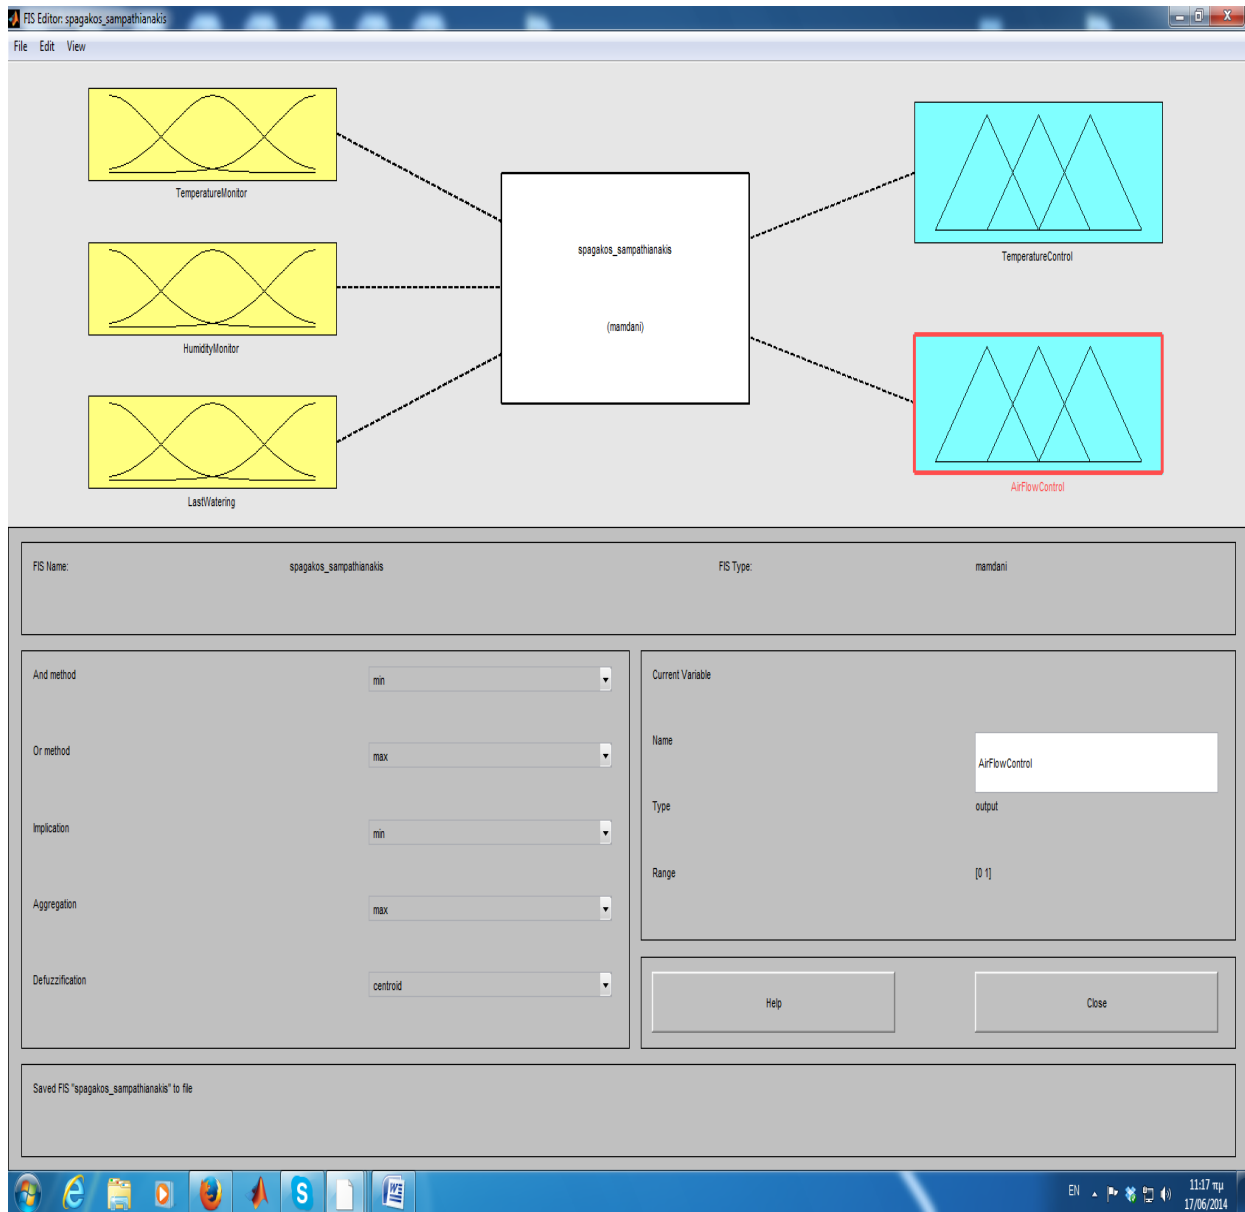 FIS Editor: spagakos_sampathianakis
File Edit View
TemperatureMonitor
HumidityMonitor
LastWatering
spagakos_sampathianakis
(mamdani)
TemperatureControl
AirFlowControl
FIS Name: spagakos_sampathianakis FIS Type: mamdani
And method min
Or method max
Implication min
Aggregation max
Defuzzification centroid
Current Variable
Name AirFlowControl
Type output
Range [0 1]
Help Close
Saved FIS "spagakos_sampathianakis" to file
EN 11:17 πμ
17/06/2014